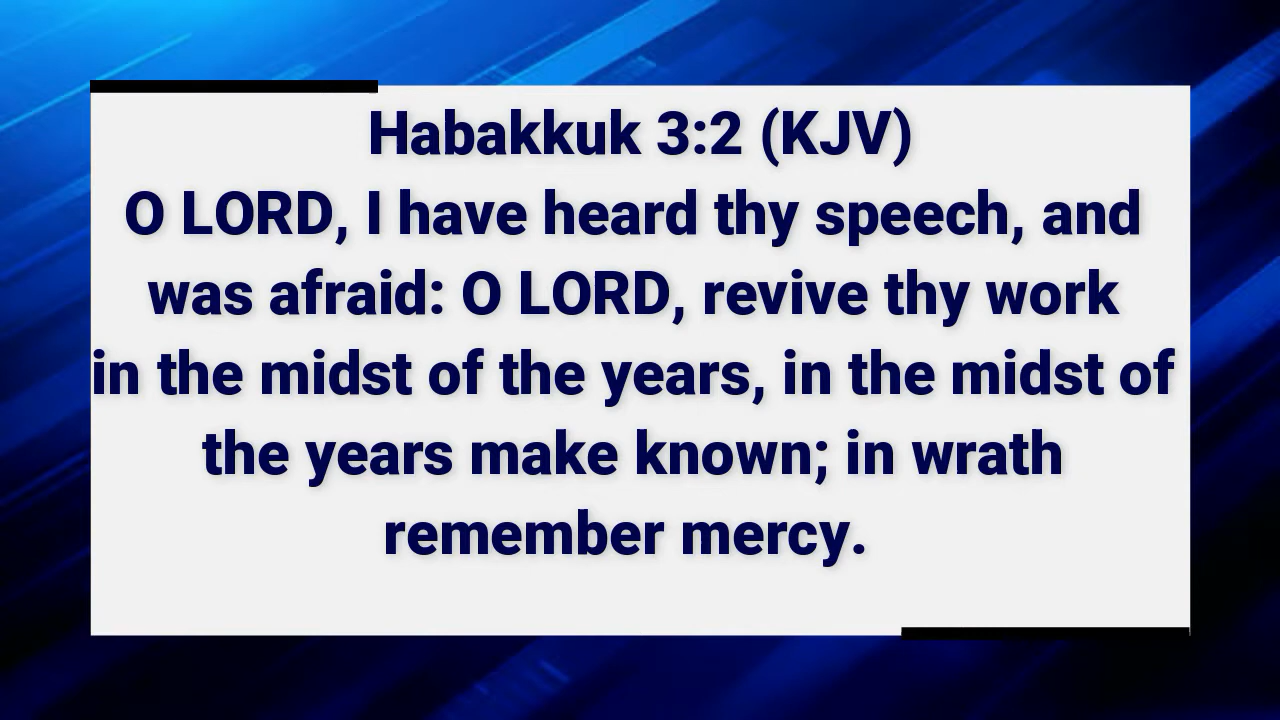 Habakkuk 3:2 (KJV)
O LORD, I have heard thy speech, and
was afraid: O LORD, revive thy work
in the midst of the years, in the midst of
the years make known; in wrath
remember mercy.